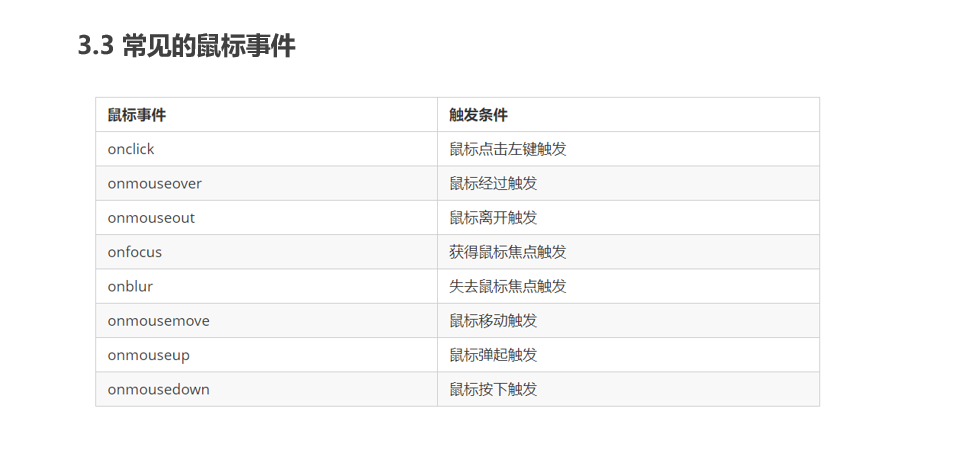 3.3 常见的鼠标事件
鼠标事件 触发条件
onclick 鼠标点击左键触发
onmouseover 鼠标经过触发
onmouseout 鼠标离开触发
onfocus 获得鼠标焦点触发
onblur 失去鼠标焦点触发
onmousemove 鼠标移动触发
onmouseup 鼠标弹起触发
onmousedown 鼠标按下触发